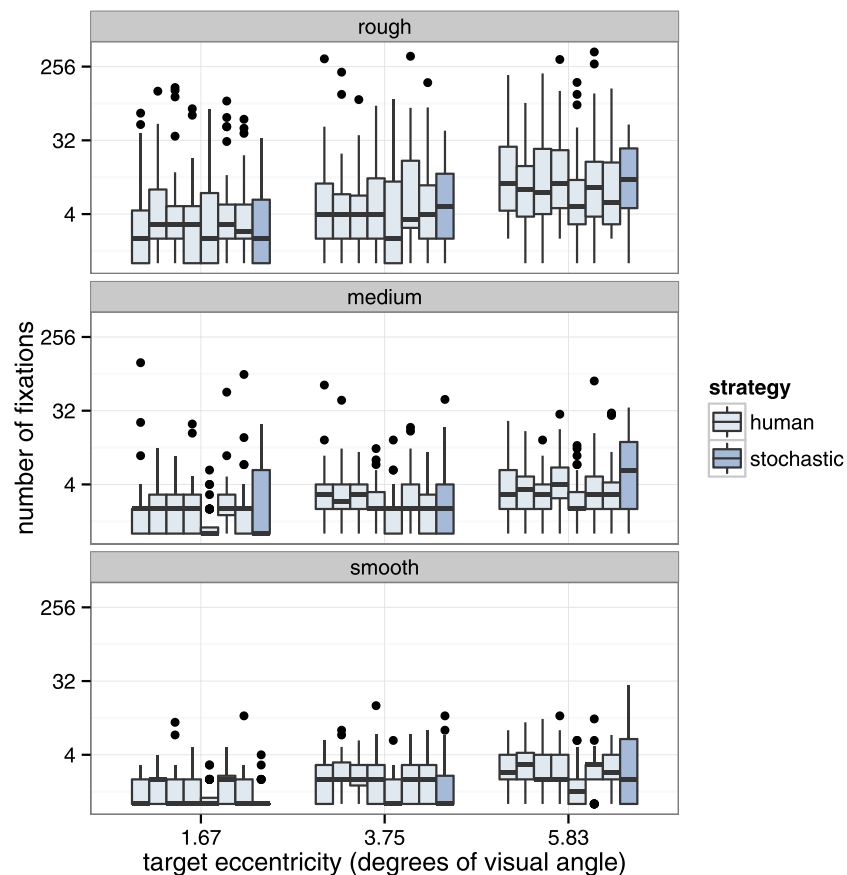 rough
256
32
4
medium
256
32
4
smooth
256
32
4
number of fixations
1.67 3.75 5.83
target eccentricity (degrees of visual angle)
strategy
human
stochastic